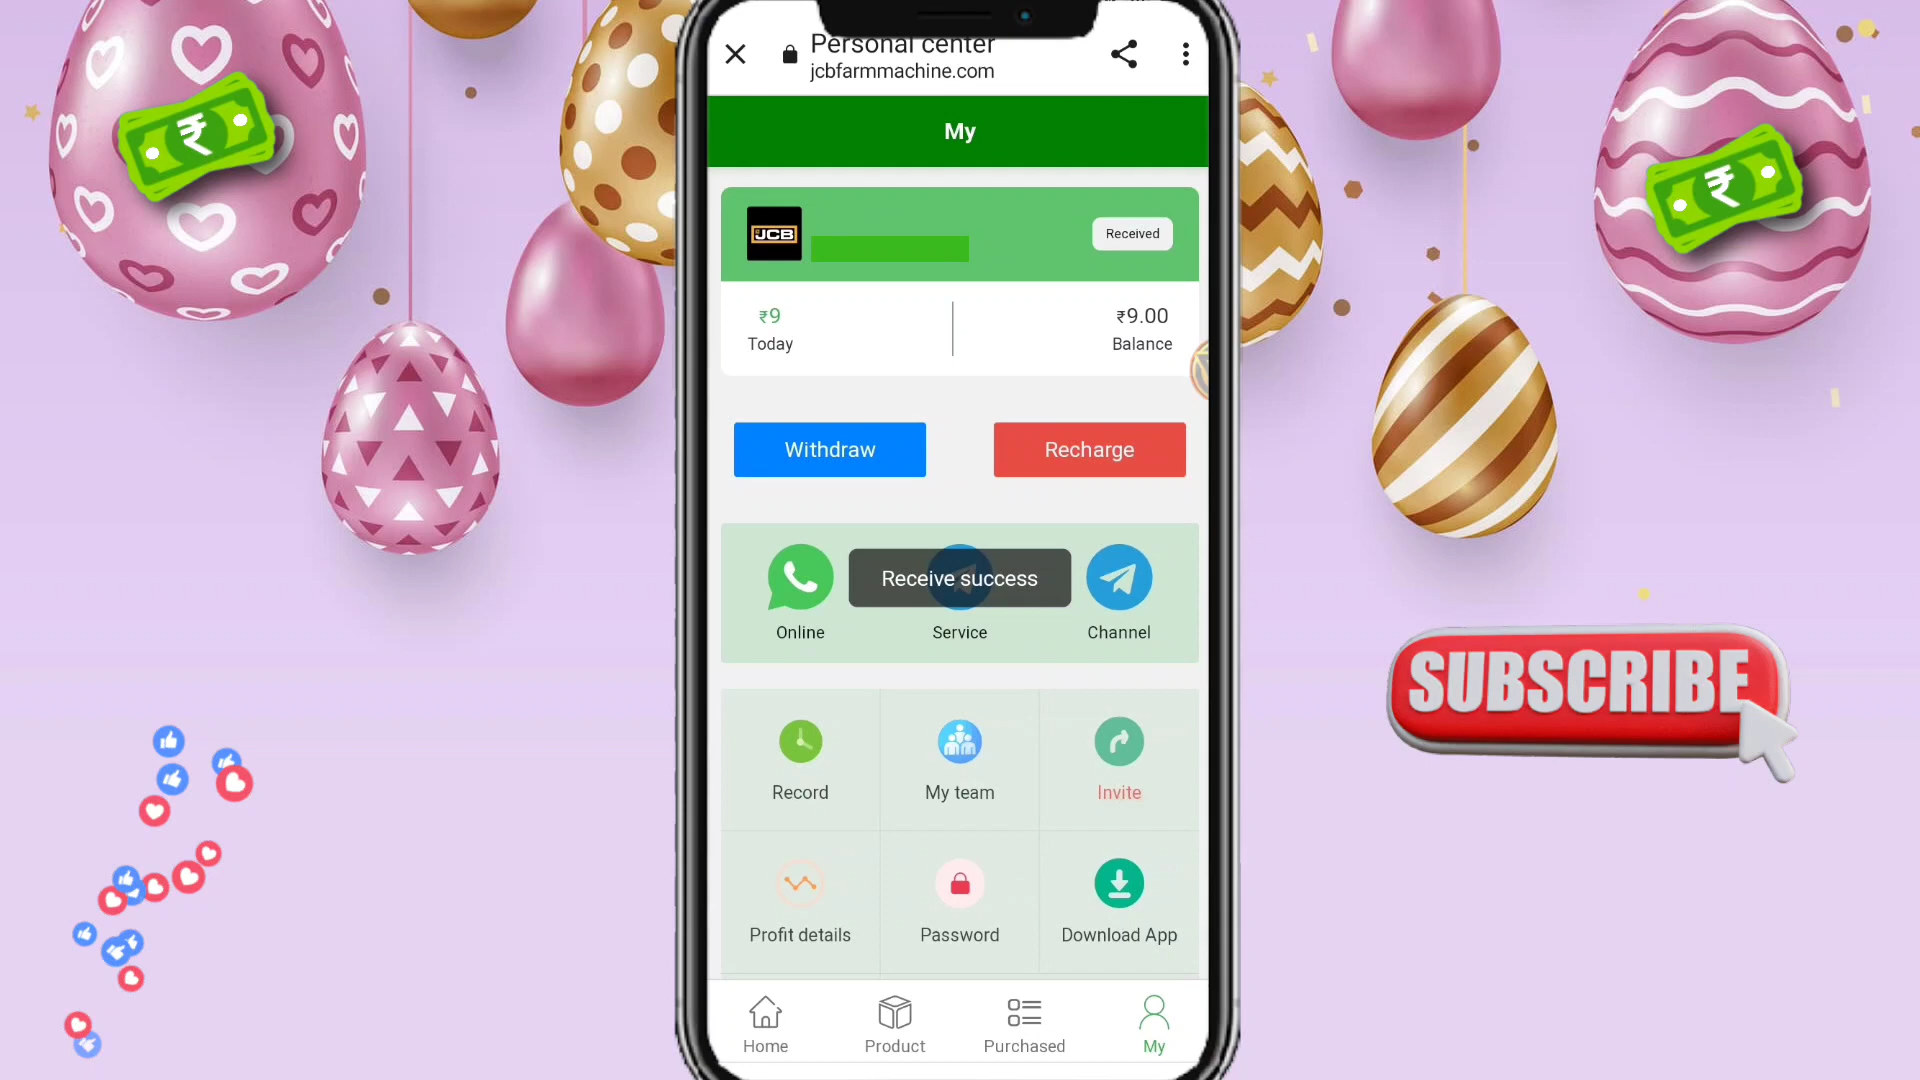 Personal center
jcbfarmmachine.com
My
JCB
Received
₹9
Today
₹9.00
Balance
Withdraw
Recharge
Receive success
Online
Service
Channel
Record
My team
Invite
Profit details
Password
Download App
Home
Product
Purchased
My
₹
₹
SUBSCRIBE